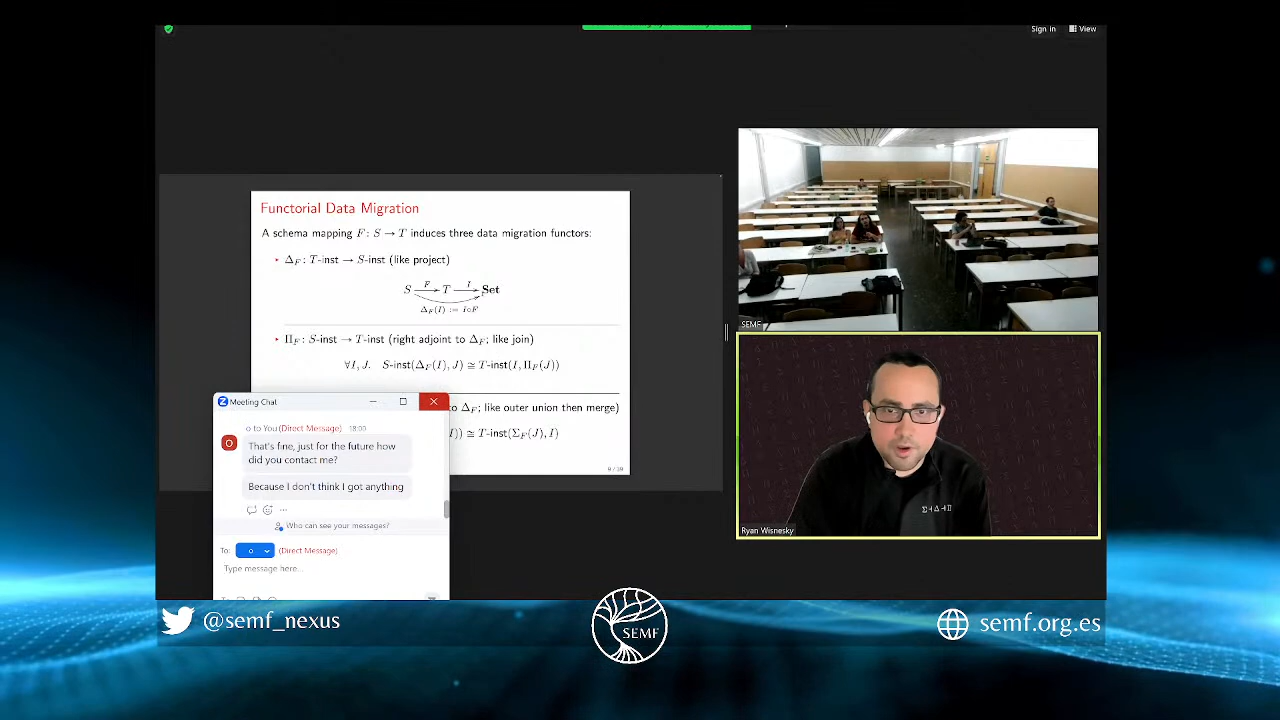 Sign in
View
Functorial Data Migration
A schema mapping F : S → T induces three data migration functors:
‣ Δ_F : T-inst → S-inst (like project)
S —F→ T —I→ Set
Δ_F(I) := I∘F
‣ Π_F : S-inst → T-inst (right adjoint to Δ_F; like join)
∀I, J. S-inst(Δ_F(I), J) ≅ T-inst(I, Π_F(J))
to Δ_F; like outer union then merge)
I)) ≅ T-inst(Σ_F(J), I)
Meeting Chat
o to You (Direct Message) 18:00
O
That's fine, just for the future how
did you contact me?
Because I don't think I got anything
Who can see your messages?
To: o (Direct Message)
Type message here...
SEMF
Σ⊣Δ⊣Π
Ryan Wisnesky
@semf_nexus
SEMF
semf.org.es